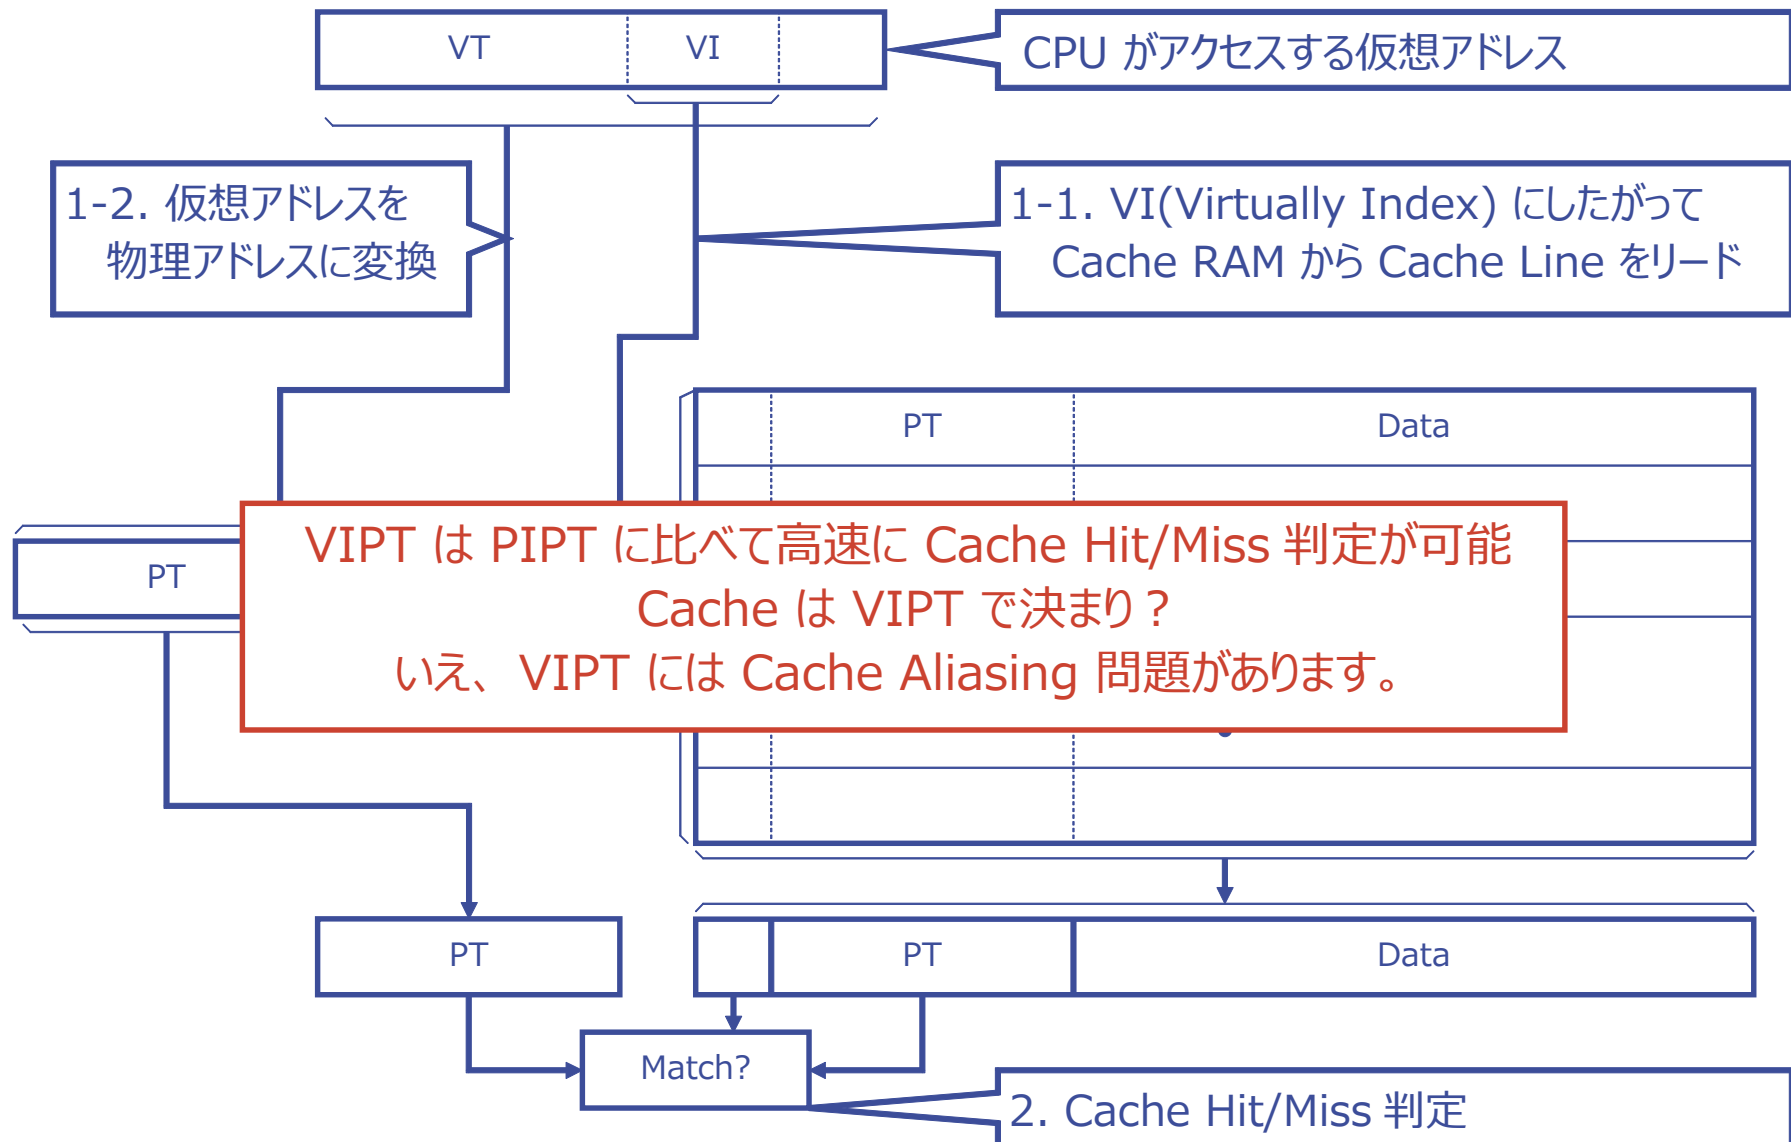 VT
VI
CPU がアクセスする仮想アドレス
1-2. 仮想アドレスを
物理アドレスに変換
1-1. VI(Virtually Index) にしたがって
Cache RAM から Cache Line をリード
PT
Data
PT
VIPT は PIPT に比べて高速に Cache Hit/Miss 判定が可能
Cache は VIPT で決まり？
いえ、VIPT には Cache Aliasing 問題があります。
PT
PT
Data
Match?
2. Cache Hit/Miss 判定